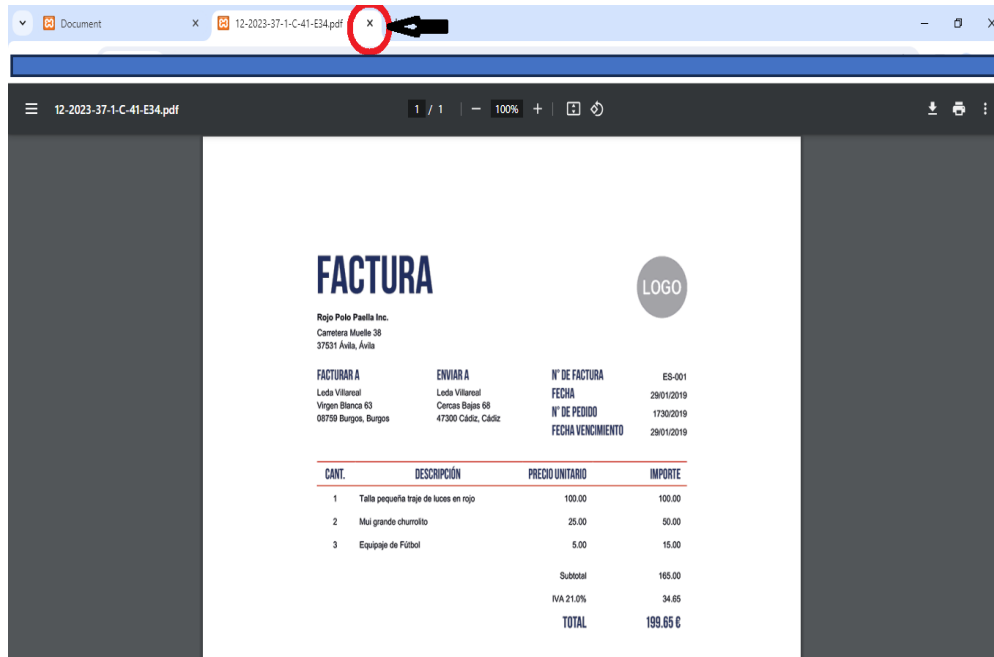 Document
12-2023-37-1-C-41-E34.pdf
12-2023-37-1-C-41-E34.pdf
1 / 1
100%
FACTURA
LOGO
Rojo Polo Paella Inc.
Carretera Muelle 38
37531 Ávila, Ávila
FACTURAR A
Leda Villareal
Virgen Blanca 63
08759 Burgos, Burgos
ENVIAR A
Leda Villareal
Cercas Bajas 68
47300 Cádiz, Cádiz
N° DE FACTURA ES-001
FECHA 29/01/2019
N° DE PEDIDO 1730/2019
FECHA VENCIMIENTO 29/01/2019
CANT. DESCRIPCIÓN PRECIO UNITARIO IMPORTE
1 Talla pequeña traje de luces en rojo 100.00 100.00
2 Mui grande churrolito 25.00 50.00
3 Equipaje de Fútbol 5.00 15.00
Subtotal 165.00
IVA 21.0% 34.65
TOTAL 199.65 €